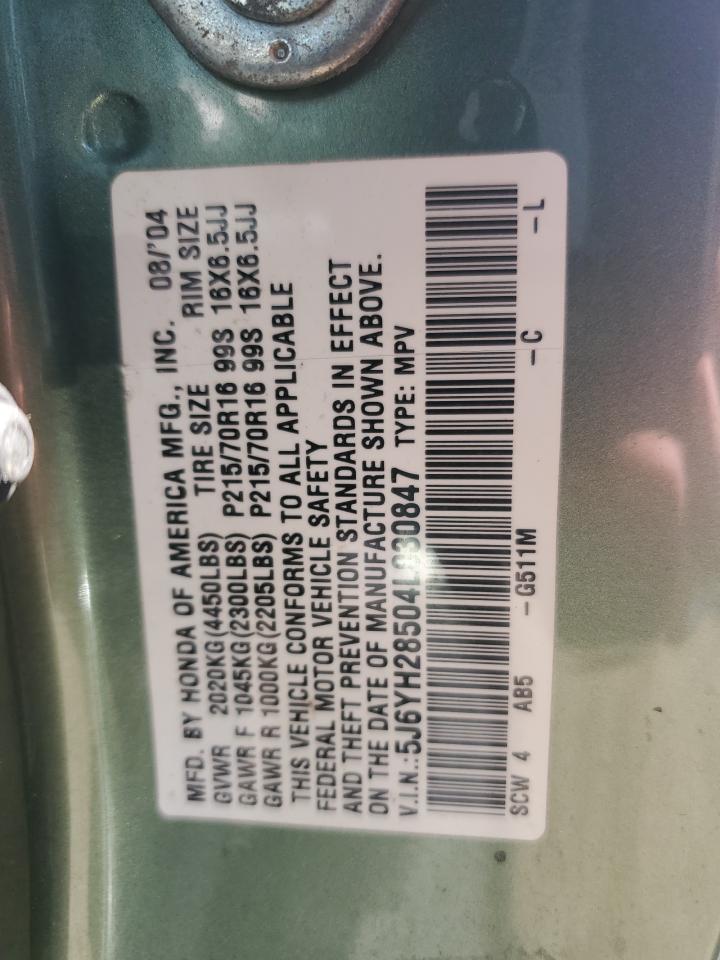 MFD. BY HONDA OF AMERICA MFG., INC. 08/'04
GVWR 2020KG(4450LBS) TIRE SIZE RIM SIZE
GAWR F 1045KG(2300LBS) P215/70R16 99S 16X6.5JJ
GAWR R 1000KG(2205LBS) P215/70R16 99S 16X6.5JJ
THIS VEHICLE CONFORMS TO ALL APPLICABLE
FEDERAL MOTOR VEHICLE SAFETY
AND THEFT PREVENTION STANDARDS IN EFFECT
ON THE DATE OF MANUFACTURE SHOWN ABOVE.
V.I.N.:5J6YH28504L030847 TYPE: MPV
SCW 4 AB5 -G511M -C -L